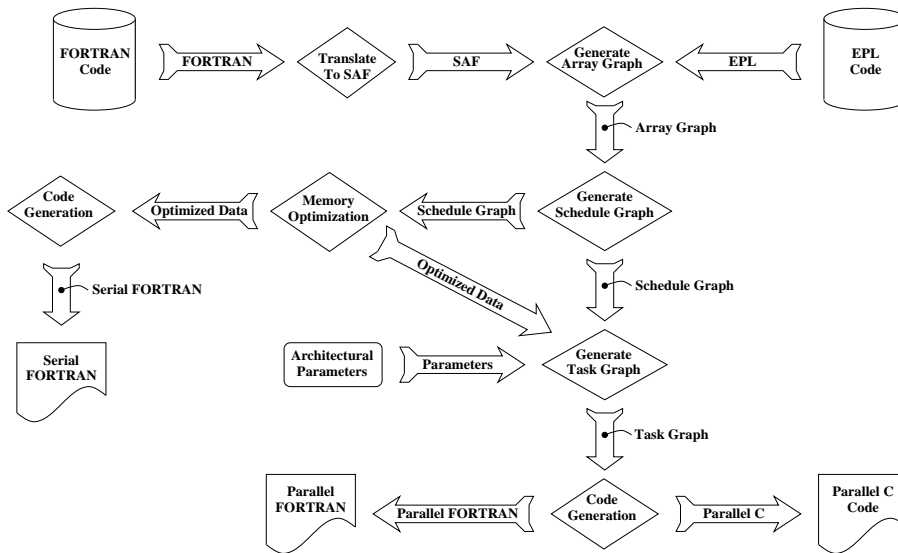 FORTRAN
Code
FORTRAN
Translate
To SAF
SAF
Generate
Array Graph
EPL
EPL
Code
Array Graph
Code
Generation
Optimized Data
Memory
Optimization
Schedule Graph
Generate
Schedule Graph
Optimized Data
Serial FORTRAN
Schedule Graph
Serial
FORTRAN
Architectural
Parameters
Parameters
Generate
Task Graph
Task Graph
Parallel
FORTRAN
Parallel FORTRAN
Code
Generation
Parallel C
Parallel C
Code